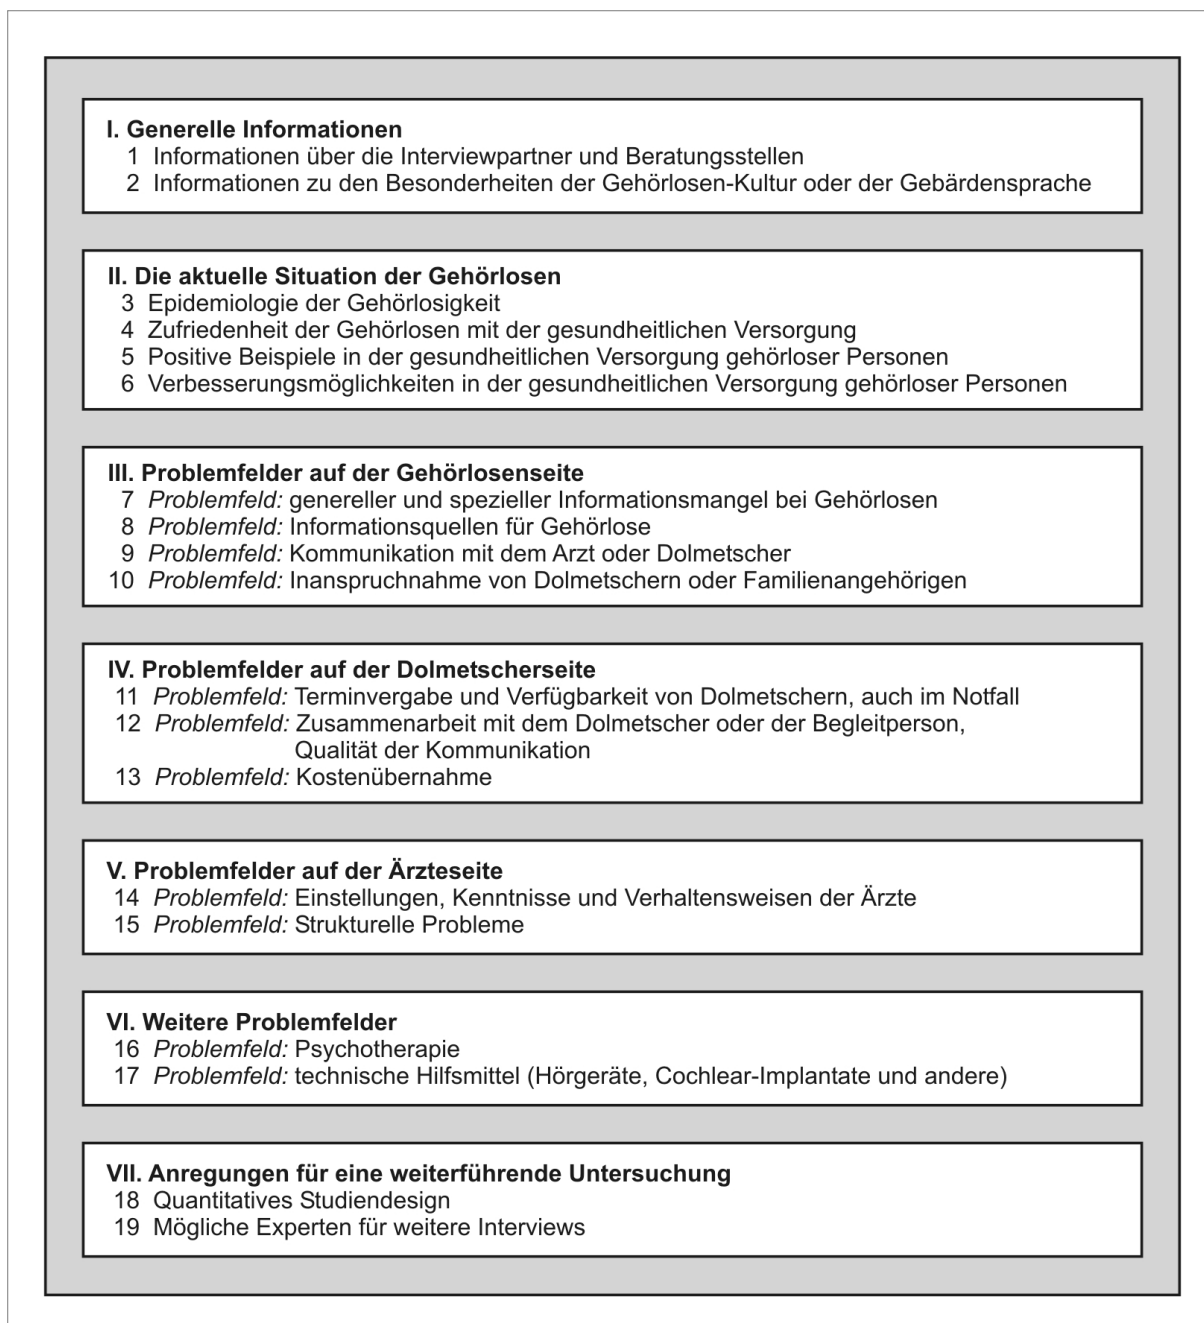 I. Generelle Informationen
1 Informationen über die Interviewpartner und Beratungsstellen
2 Informationen zu den Besonderheiten der Gehörlosen-Kultur oder der Gebärdensprache
II. Die aktuelle Situation der Gehörlosen
3 Epidemiologie der Gehörlosigkeit
4 Zufriedenheit der Gehörlosen mit der gesundheitlichen Versorgung
5 Positive Beispiele in der gesundheitlichen Versorgung gehörloser Personen
6 Verbesserungsmöglichkeiten in der gesundheitlichen Versorgung gehörloser Personen
III. Problemfelder auf der Gehörlosenseite
7 Problemfeld: genereller und spezieller Informationsmangel bei Gehörlosen
8 Problemfeld: Informationsquellen für Gehörlose
9 Problemfeld: Kommunikation mit dem Arzt oder Dolmetscher
10 Problemfeld: Inanspruchnahme von Dolmetschern oder Familienangehörigen
IV. Problemfelder auf der Dolmetscherseite
11 Problemfeld: Terminvergabe und Verfügbarkeit von Dolmetschern, auch im Notfall
12 Problemfeld: Zusammenarbeit mit dem Dolmetscher oder der Begleitperson,
Qualität der Kommunikation
13 Problemfeld: Kostenübernahme
V. Problemfelder auf der Ärzteseite
14 Problemfeld: Einstellungen, Kenntnisse und Verhaltensweisen der Ärzte
15 Problemfeld: Strukturelle Probleme
VI. Weitere Problemfelder
16 Problemfeld: Psychotherapie
17 Problemfeld: technische Hilfsmittel (Hörgeräte, Cochlear-Implantate und andere)
VII. Anregungen für eine weiterführende Untersuchung
18 Quantitatives Studiendesign
19 Mögliche Experten für weitere Interviews